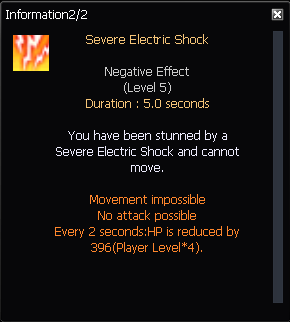 Information2/2
Severe Electric Shock
Negative Effect
(Level 5)
Duration : 5.0 seconds
You have been stunned by a
Severe Electric Shock and cannot
move.
Movement impossible
No attack possible
Every 2 seconds:HP is reduced by
396(Player Level*4).